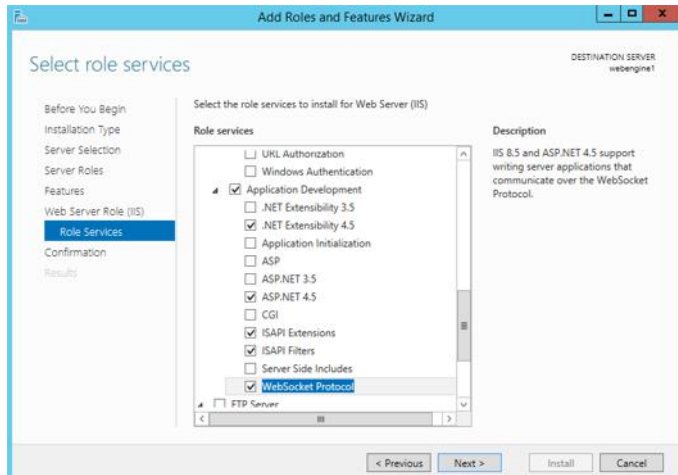 Add Roles and Features Wizard
Select role services
DESTINATION SERVER
webengine1
Before You Begin
Installation Type
Server Selection
Server Roles
Features
Web Server Role (IIS)
Role Services
Confirmation
Results
Select the role services to install for Web Server (IIS)
Role services
URL Authorization
Windows Authentication
Application Development
.NET Extensibility 3.5
.NET Extensibility 4.5
Application Initialization
ASP
ASP.NET 3.5
ASP.NET 4.5
CGI
ISAPI Extensions
ISAPI Filters
Server Side Includes
WebSocket Protocol
FTP Server
Description
IIS 8.5 and ASP.NET 4.5 support
writing server applications that
communicate over the WebSocket
Protocol.
< Previous
Next >
Install
Cancel